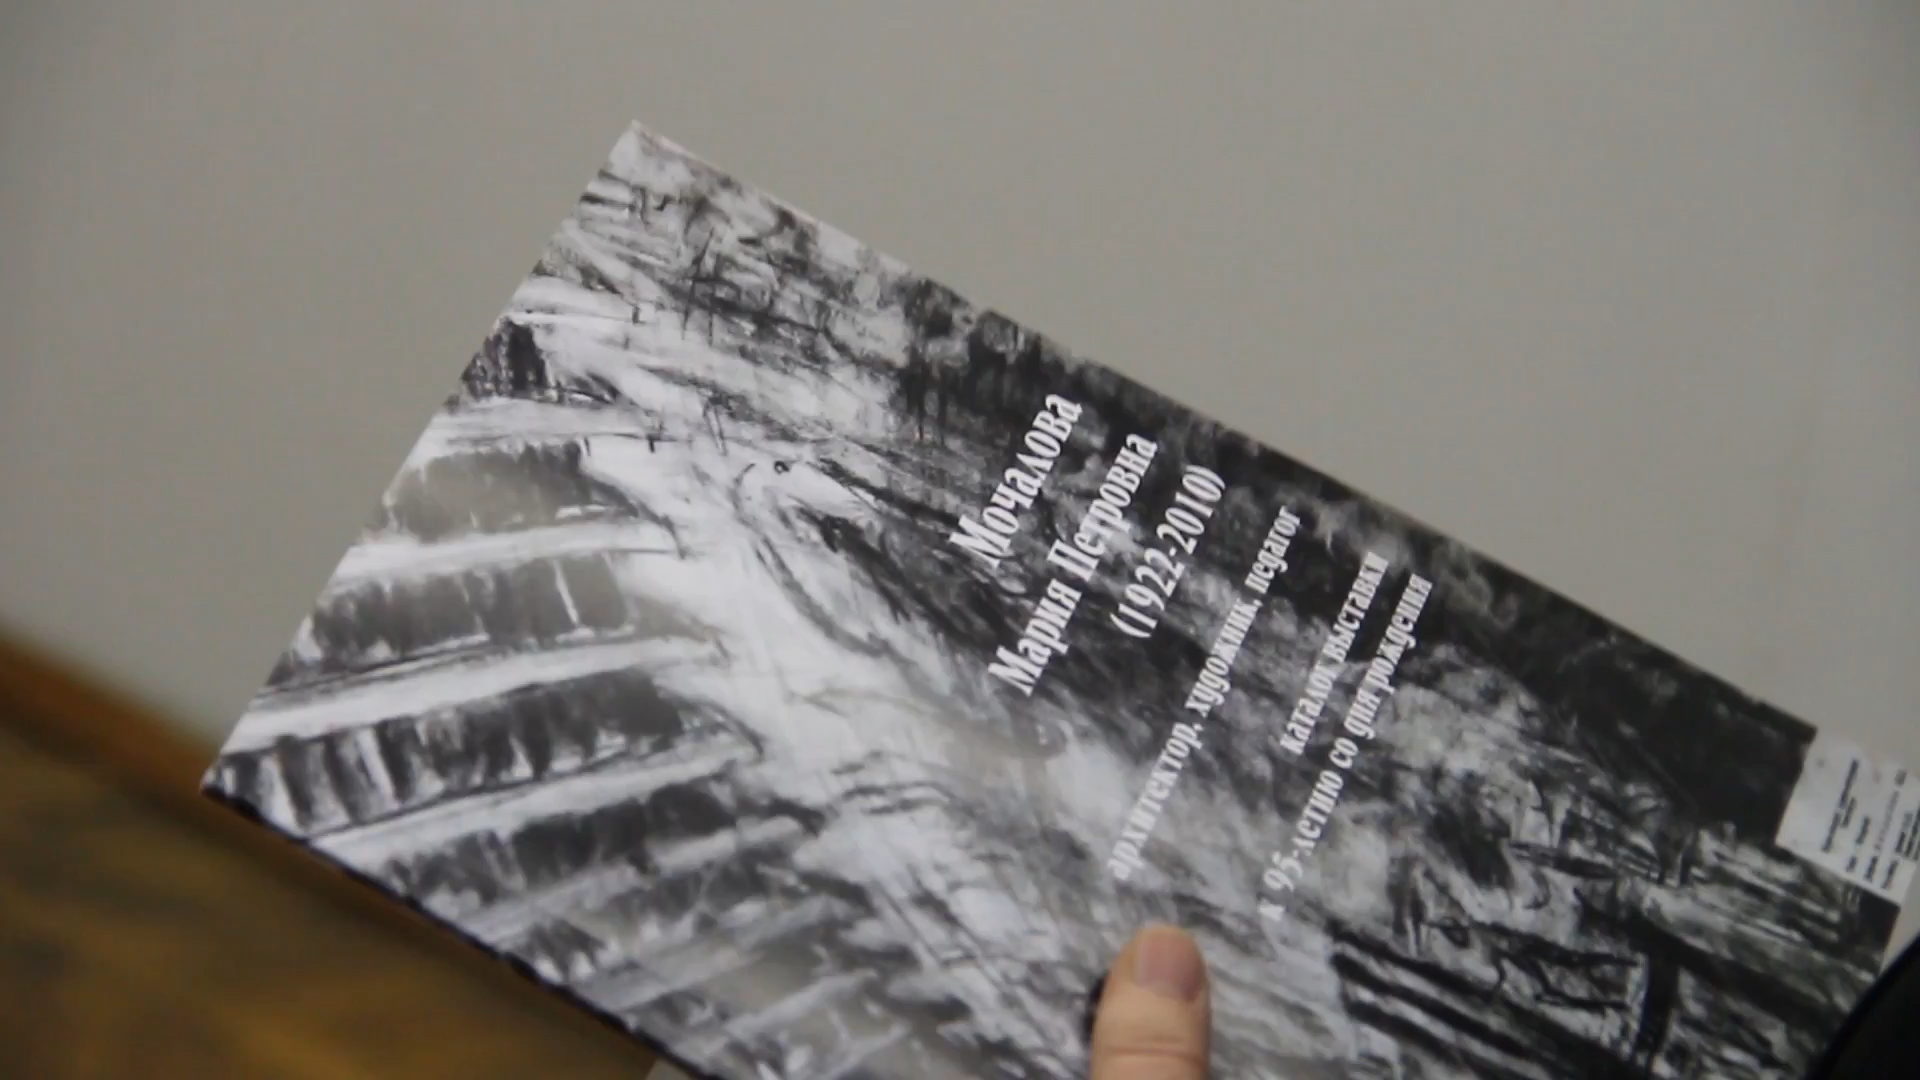 Мочалова
Мария Петровна
(1922-2010)
архитектор, художник, педагог
каталог выставки
к 95-летию со дня рождения